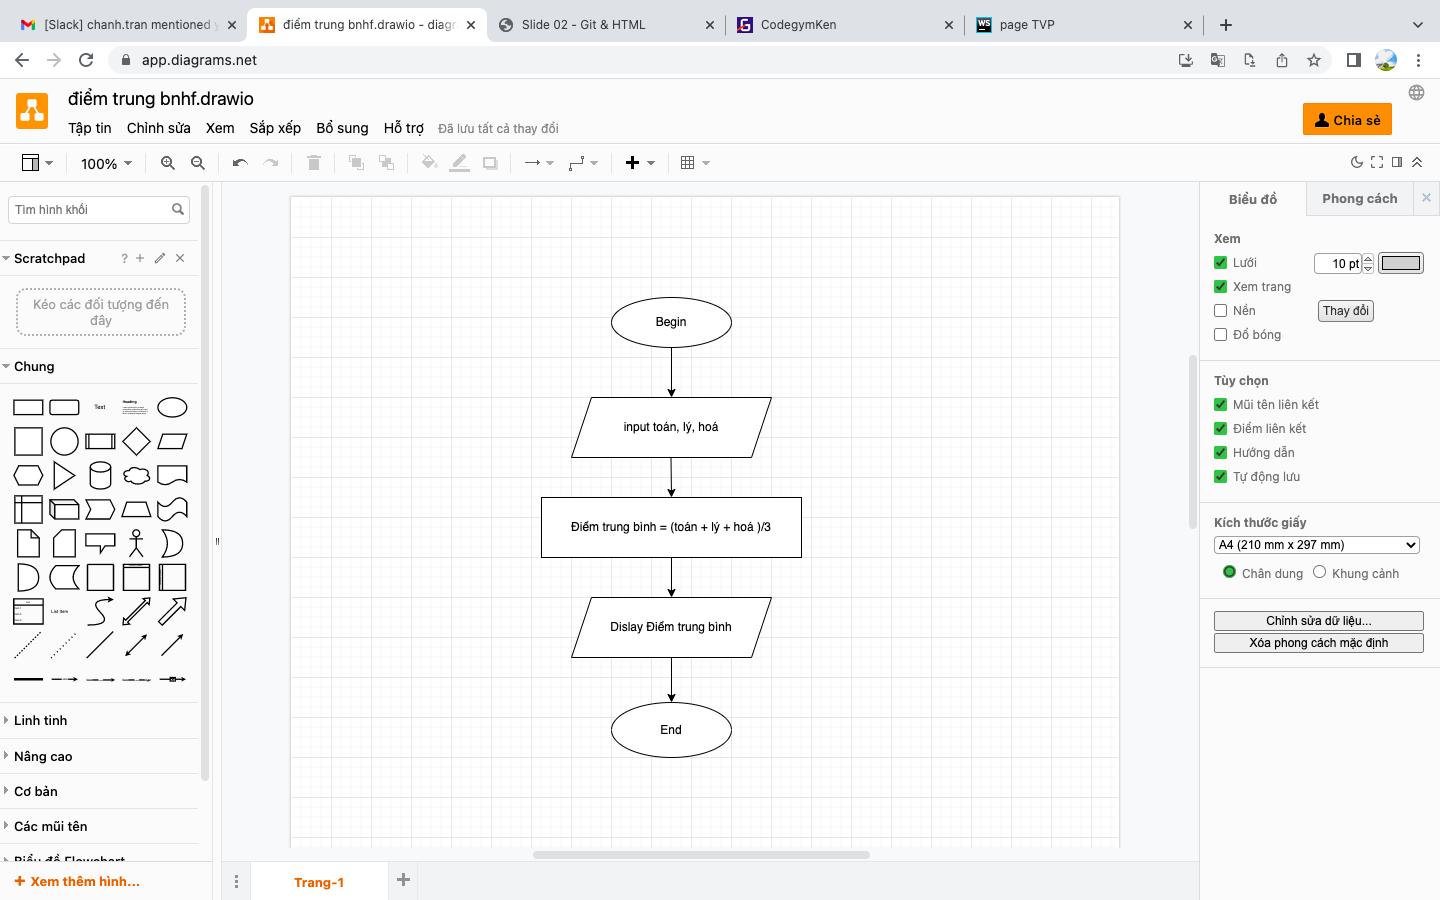 [Slack] chanh.tran mentioned y
điểm trung bnhf.drawio - diagr
Slide 02 - Git & HTML
CodegymKen
page TVP
app.diagrams.net
điểm trung bnhf.drawio
Tập tin Chỉnh sửa Xem Sắp xếp Bổ sung Hỗ trợ Đã lưu tất cả thay đổi
Chia sẻ
100%
Tìm hình khối
Scratchpad
?
Kéo các đối tượng đến
đây
Chung
Text
Heading
List Item
Linh tinh
Nâng cao
Cơ bản
Các mũi tên
Biểu đồ Flowchart
Xem thêm hình...
Begin
input toán, lý, hoá
Điểm trung bình = (toán + lý + hoá )/3
Dislay Điểm trung bình
End
Trang-1
Biểu đồ
Phong cách
Xem
Lưới
10 pt
Xem trang
Nền
Thay đổi
Đổ bóng
Tùy chọn
Mũi tên liên kết
Điểm liên kết
Hướng dẫn
Tự động lưu
Kích thước giấy
A4 (210 mm x 297 mm)
Chân dung
Khung cảnh
Chỉnh sửa dữ liệu...
Xóa phong cách mặc định